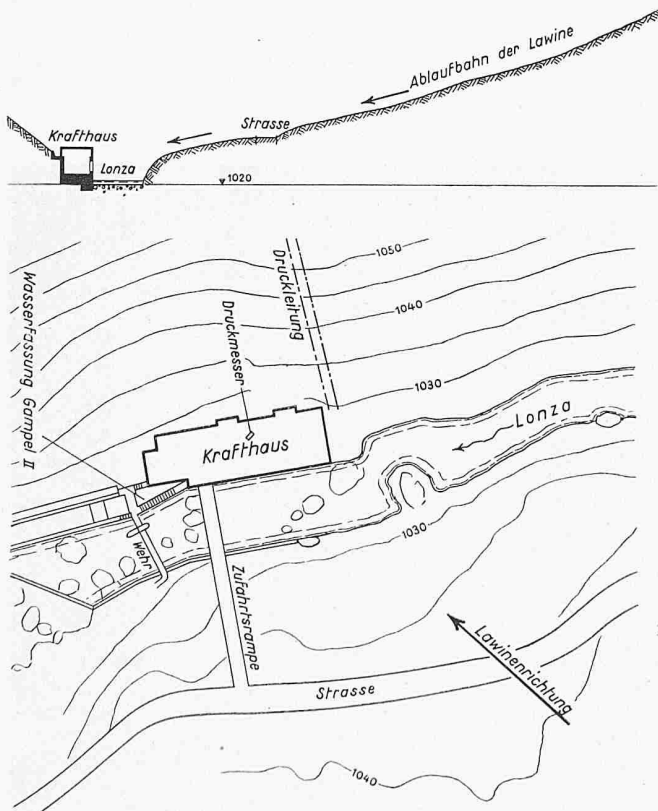 Ablaufbahn der Lawine
Strasse
Krafthaus
Lonza
1020
Wasserfassung Gampel II
Druckmesser
Druckleitung
1050
1040
1030
Lonza
Krafthaus
1030
Wehr
Zufahrtsrampe
Lawinenrichtung
Strasse
1040